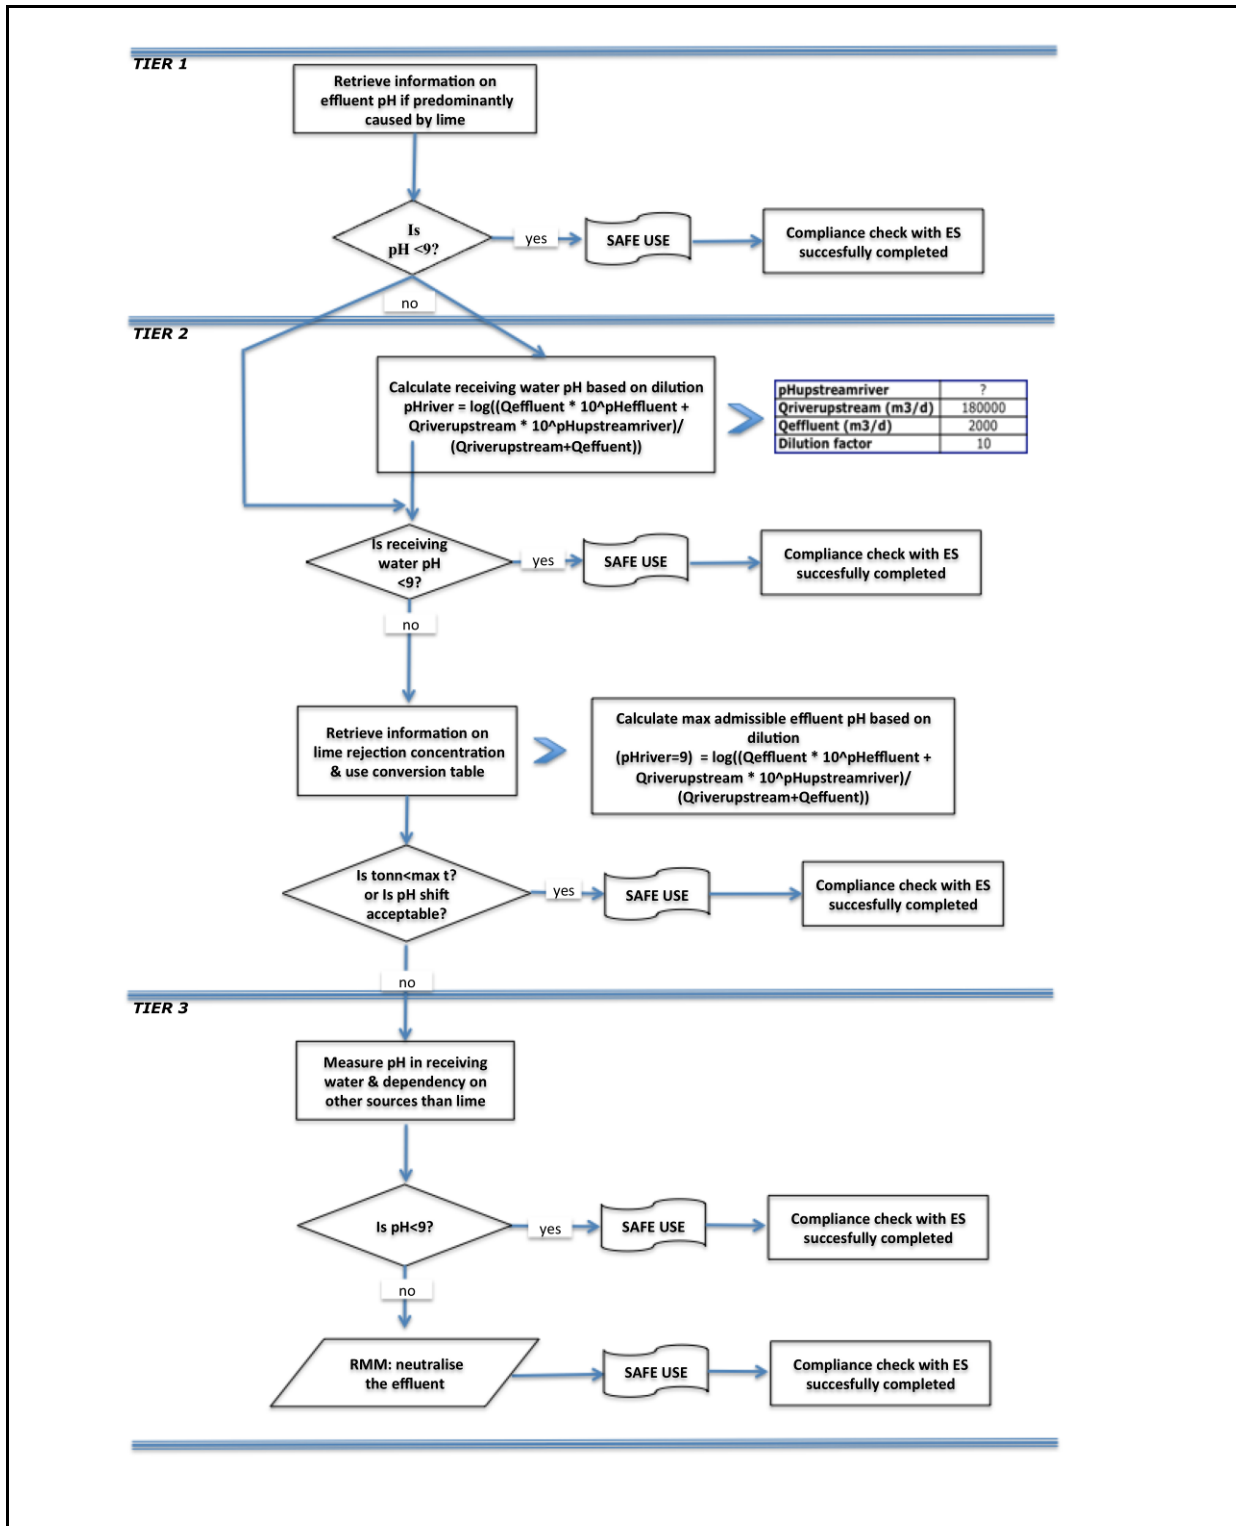 TIER 1
Retrieve information on
effluent pH if predominantly
caused by lime
Is
pH <9?
yes
SAFE USE
Compliance check with ES
succesfully completed
no
TIER 2
Calculate receiving water pH based on dilution
pHriver = log((Qeffluent * 10^pHeffluent +
Qriverupstream * 10^pHupstreamriver)/
(Qriverupstream+Qeffuent))
pHupstreamriver ?
Qriverupstream (m3/d) 180000
Qeffluent (m3/d) 2000
Dilution factor 10
Is receiving
water pH
<9?
yes
SAFE USE
Compliance check with ES
succesfully completed
no
Retrieve information on
lime rejection concentration
& use conversion table
Calculate max admissible effluent pH based on
dilution
(pHriver=9) = log((Qeffluent * 10^pHeffluent +
Qriverupstream * 10^pHupstreamriver)/
(Qriverupstream+Qeffuent))
Is tonn<max t?
or Is pH shift
acceptable?
yes
SAFE USE
Compliance check with ES
succesfully completed
no
TIER 3
Measure pH in receiving
water & dependency on
other sources than lime
Is pH<9?
yes
SAFE USE
Compliance check with ES
succesfully completed
no
RMM: neutralise
the effluent
SAFE USE
Compliance check with ES
succesfully completed